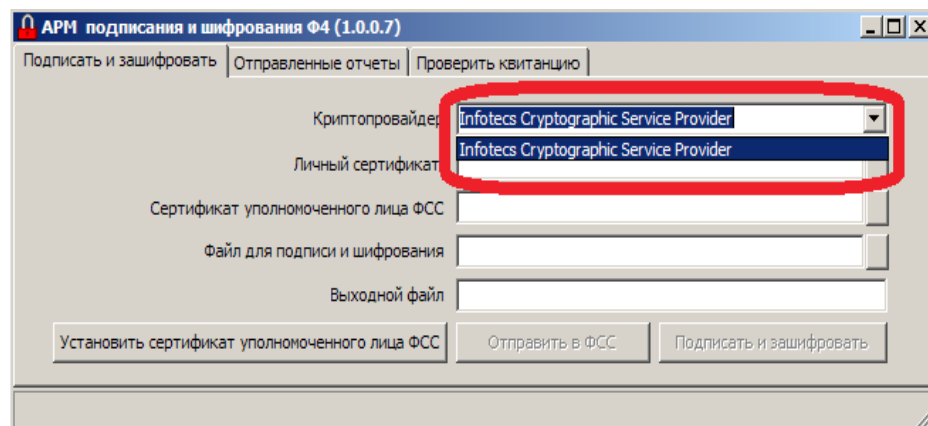 АРМ подписания и шифрования Ф4 (1.0.0.7)
Подписать и зашифровать Отправленные отчеты Проверить квитанцию
Криптопровайдер Infotecs Cryptographic Service Provider
Infotecs Cryptographic Service Provider
Личный сертификат
Сертификат уполномоченного лица ФСС
Файл для подписи и шифрования
Выходной файл
Установить сертификат уполномоченного лица ФСС Отправить в ФСС Подписать и зашифровать